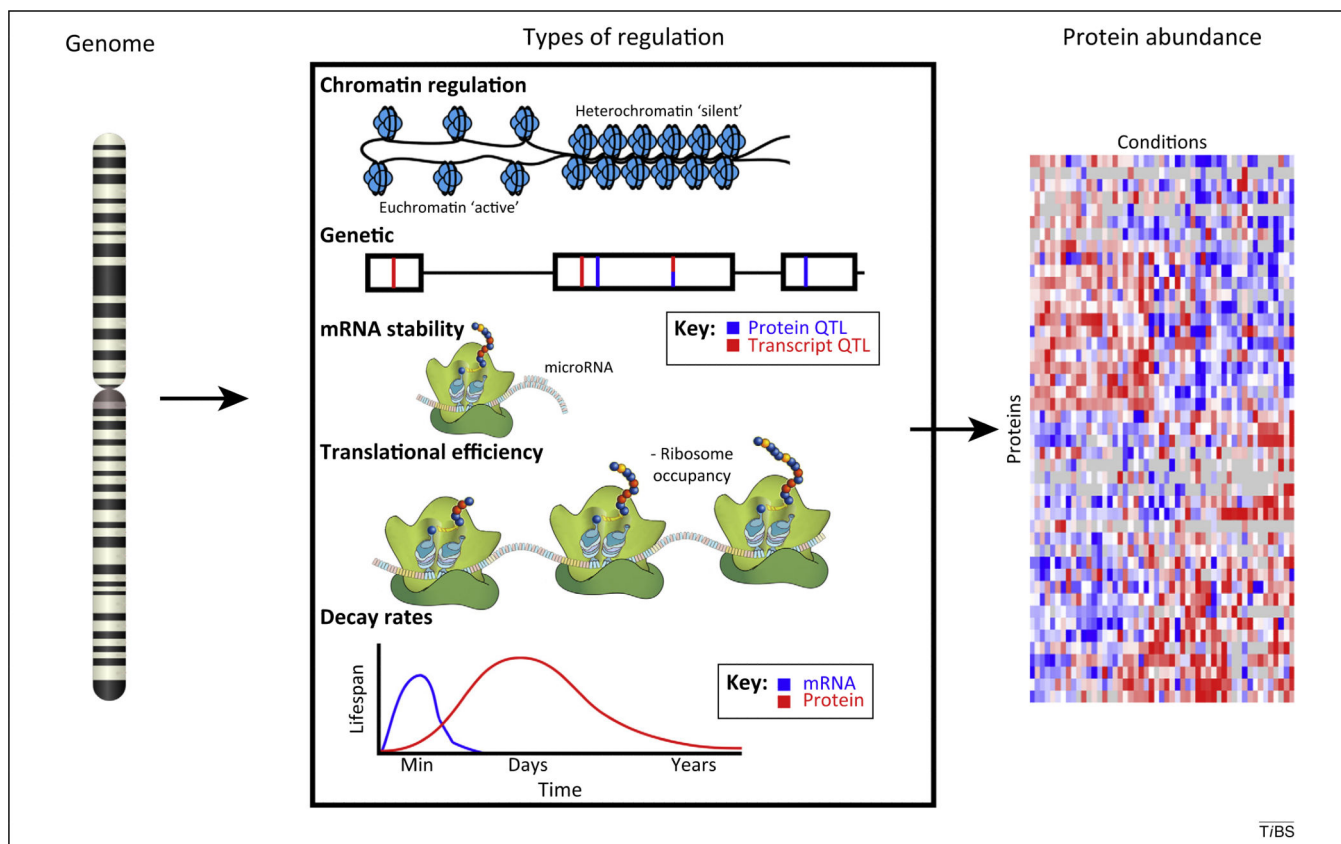 Genome
Types of regulation
Protein abundance
Chromatin regulation
Heterochromatin ‘silent’
Euchromatin ‘active’
Genetic
Key:
Protein QTL
Transcript QTL
mRNA stability
microRNA
Translational efficiency
- Ribosome
occupancy
Decay rates
Lifespan
Key:
mRNA
Protein
Min
Days
Years
Time
Conditions
Proteins
TiBS